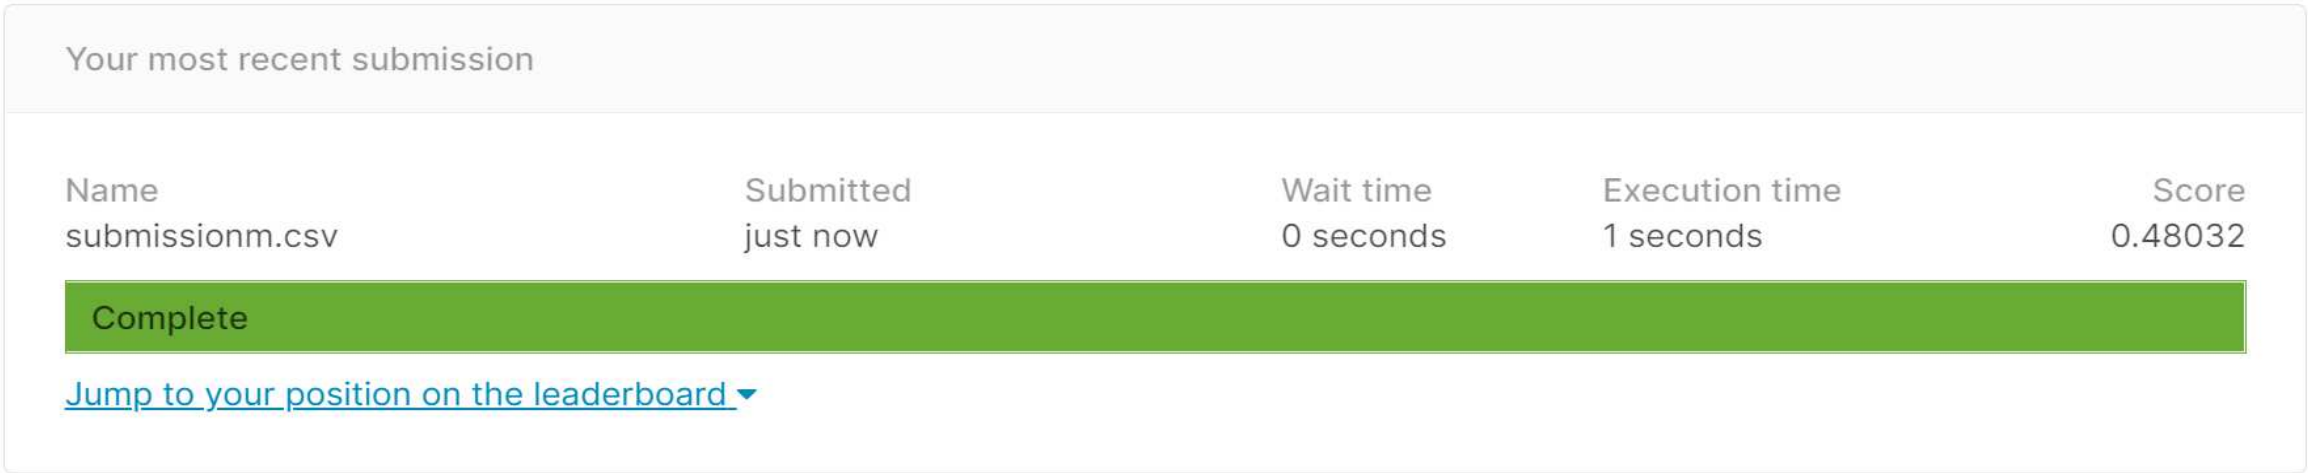 Your most recent submission
Name Submitted Wait time Execution time Score
submissionm.csv just now 0 seconds 1 seconds 0.48032
Complete
Jump to your position on the leaderboard